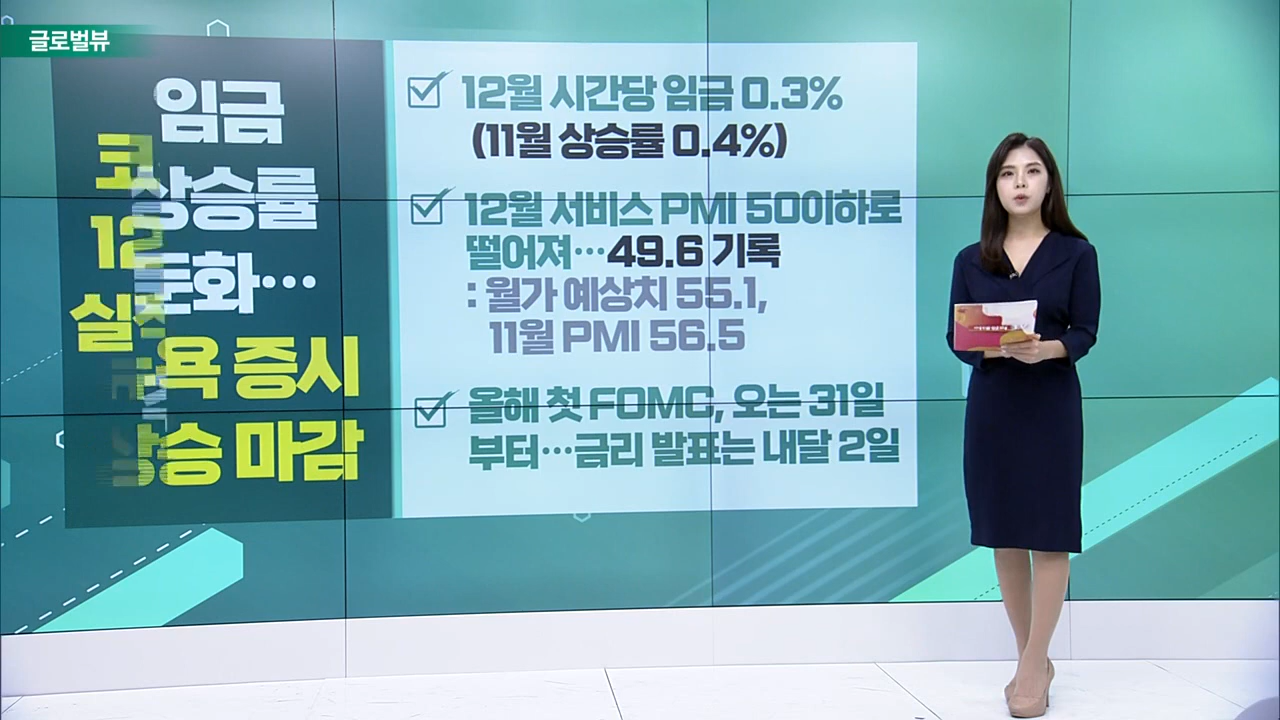 글로벌뷰
임금
상승률
둔화…
욕 증시
상승 마감
코
12
실적
12월 시간당 임금 0.3%
(11월 상승률 0.4%)
12월 서비스 PMI 50이하로
떨어져…49.6 기록
: 월가 예상치 55.1,
11월 PMI 56.5
올해 첫 FOMC, 오는 31일
부터…금리 발표는 내달 2일